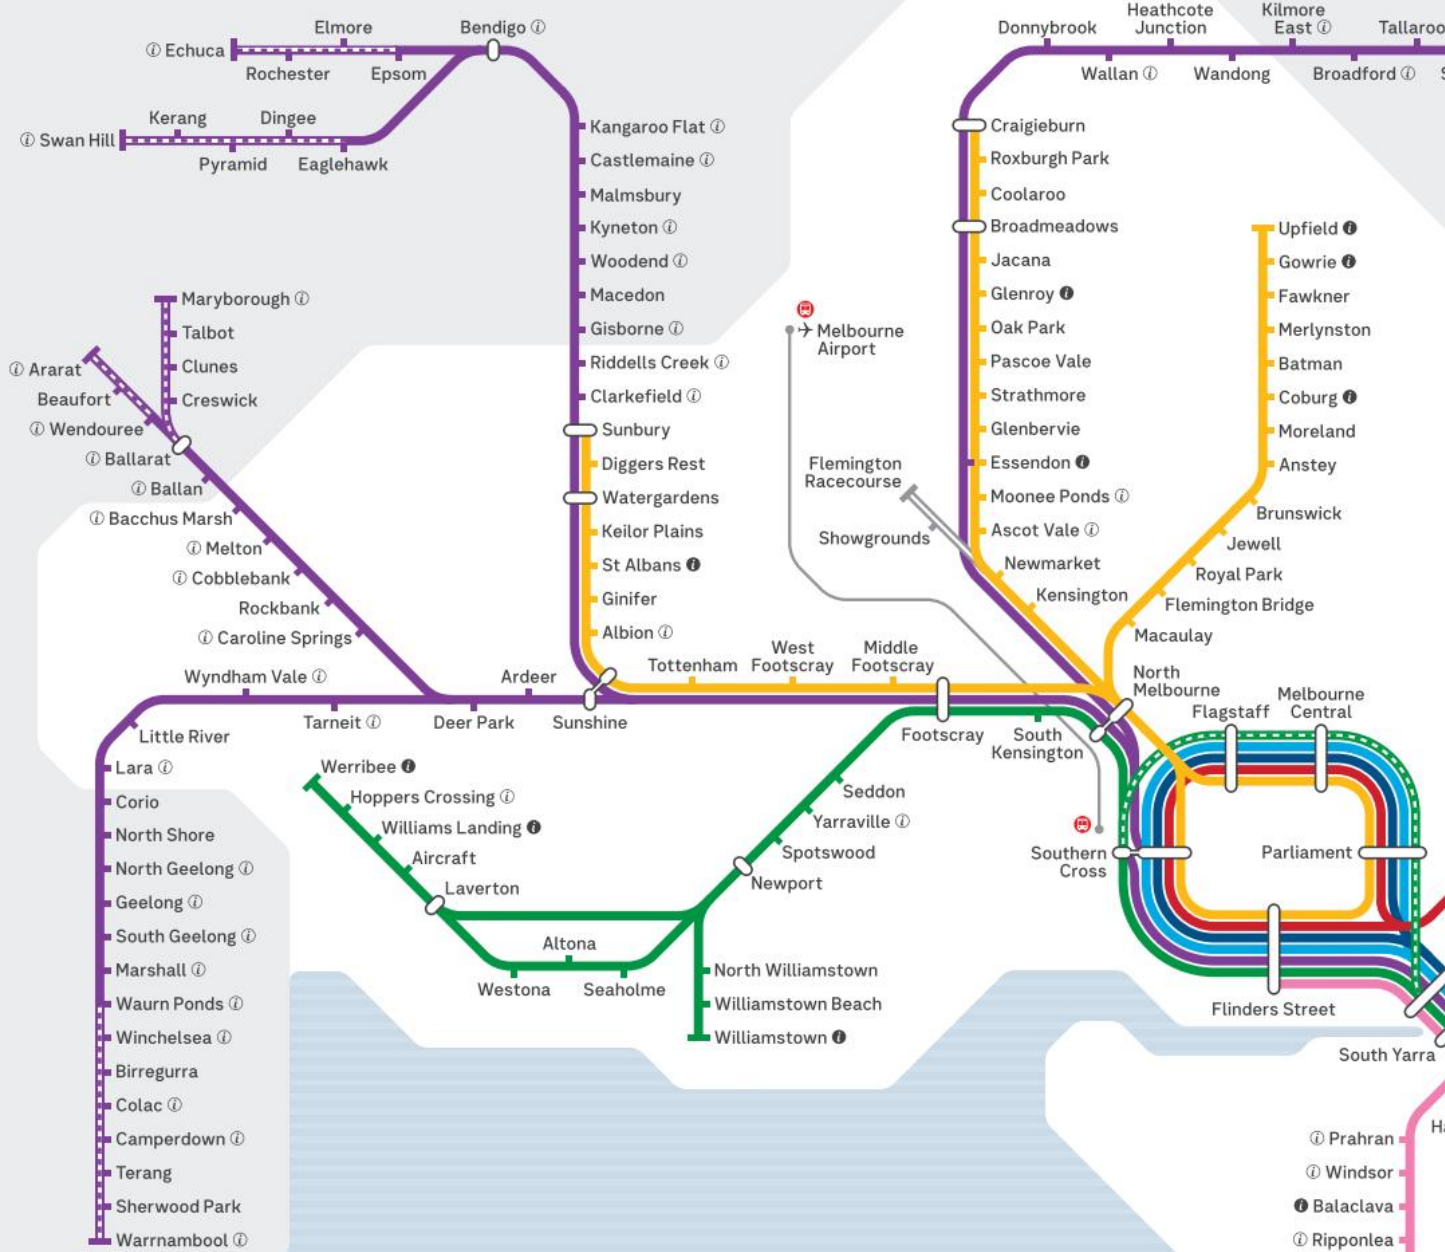 Elmore
Bendigo
Echuca
Rochester
Epsom
Kerang
Dingee
Swan Hill
Pyramid
Eaglehawk
Kangaroo Flat
Castlemaine
Malmsbury
Kyneton
Woodend
Macedon
Gisborne
Riddells Creek
Clarkefield
Sunbury
Diggers Rest
Watergardens
Keilor Plains
St Albans
Ginifer
Albion
Maryborough
Talbot
Clunes
Creswick
Ararat
Beaufort
Wendouree
Ballarat
Ballan
Bacchus Marsh
Melton
Cobblebank
Rockbank
Caroline Springs
Wyndham Vale
Ardeer
Tarneit
Deer Park
Sunshine
Little River
Lara
Corio
North Shore
North Geelong
Geelong
South Geelong
Marshall
Waurn Ponds
Winchelsea
Birregurra
Colac
Camperdown
Terang
Sherwood Park
Warrnambool
Werribee
Hoppers Crossing
Williams Landing
Aircraft
Laverton
Altona
Westona
Seaholme
North Williamstown
Williamstown Beach
Williamstown
Newport
Spotswood
Yarraville
Seddon
Tottenham
West
Footscray
Middle
Footscray
Footscray
South
Kensington
Melbourne
Airport
Flemington
Racecourse
Showgrounds
Donnybrook
Heathcote
Junction
Kilmore
East
Tallaroo
Wallan
Wandong
Broadford
S
Craigieburn
Roxburgh Park
Coolaroo
Broadmeadows
Jacana
Glenroy
Oak Park
Pascoe Vale
Strathmore
Glenbervie
Essendon
Moonee Ponds
Ascot Vale
Newmarket
Kensington
Upfield
Gowrie
Fawkner
Merlynston
Batman
Coburg
Moreland
Anstey
Brunswick
Jewell
Royal Park
Flemington Bridge
Macaulay
North
Melbourne
Flagstaff
Melbourne
Central
Southern
Cross
Parliament
Flinders Street
South Yarra
Ha
Prahran
Windsor
Balaclava
Ripponlea